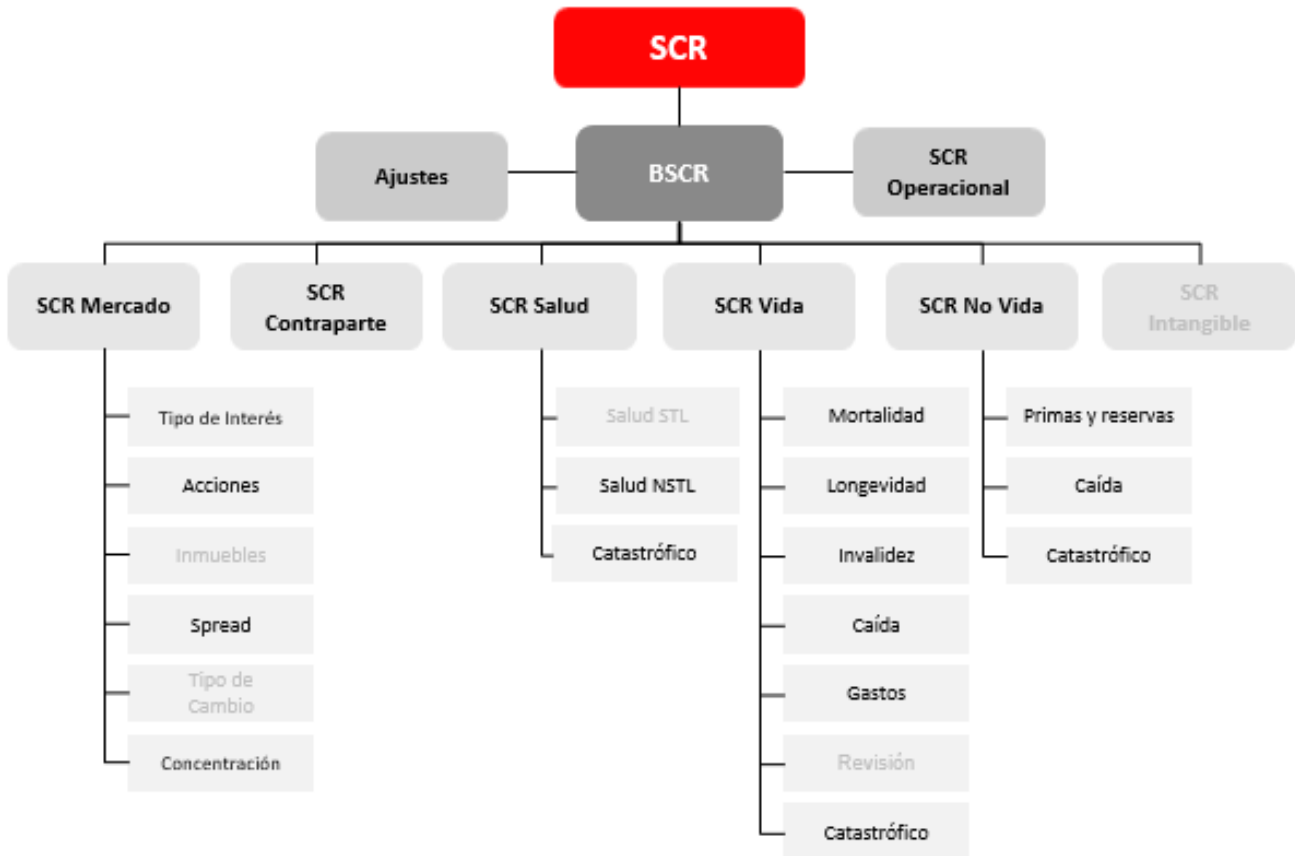 SCR
Ajustes
BSCR
SCR
Operacional
SCR Mercado
SCR
Contraparte
SCR Salud
SCR Vida
SCR No Vida
SCR
Intangible
Tipo de Interés
Acciones
Inmuebles
Spread
Tipo de
Cambio
Concentración
Salud STL
Salud NSTL
Catastrófico
Mortalidad
Longevidad
Invalidez
Caída
Gastos
Revisión
Catastrófico
Primas y reservas
Caída
Catastrófico